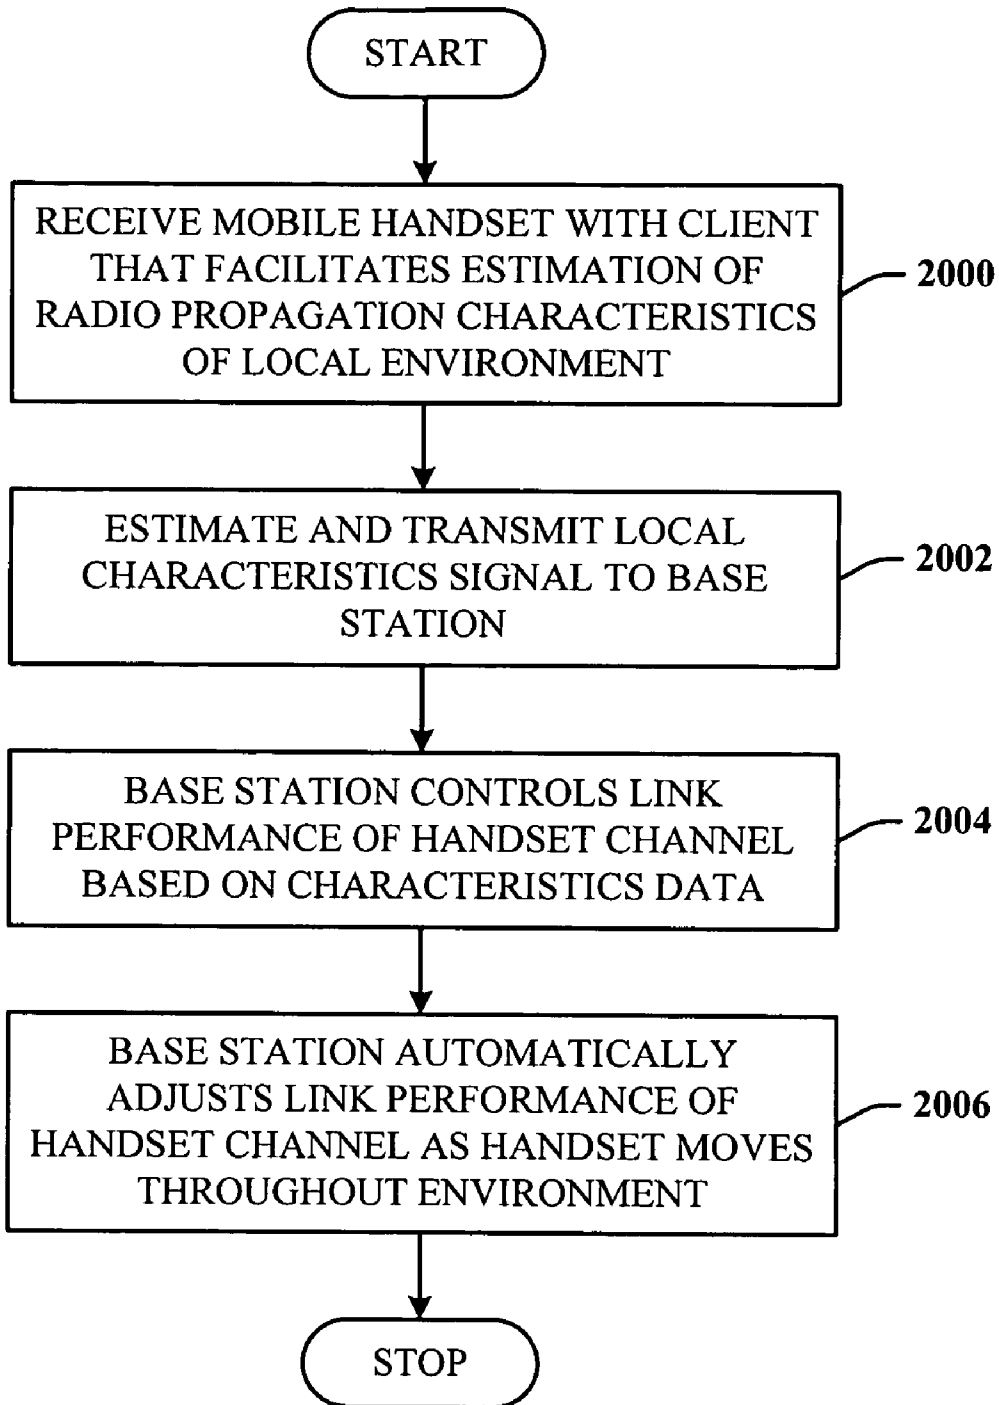 START
RECEIVE MOBILE HANDSET WITH CLIENT
THAT FACILITATES ESTIMATION OF
RADIO PROPAGATION CHARACTERISTICS
OF LOCAL ENVIRONMENT
2000
ESTIMATE AND TRANSMIT LOCAL
CHARACTERISTICS SIGNAL TO BASE
STATION
2002
BASE STATION CONTROLS LINK
PERFORMANCE OF HANDSET CHANNEL
BASED ON CHARACTERISTICS DATA
2004
BASE STATION AUTOMATICALLY
ADJUSTS LINK PERFORMANCE OF
HANDSET CHANNEL AS HANDSET MOVES
THROUGHOUT ENVIRONMENT
2006
STOP